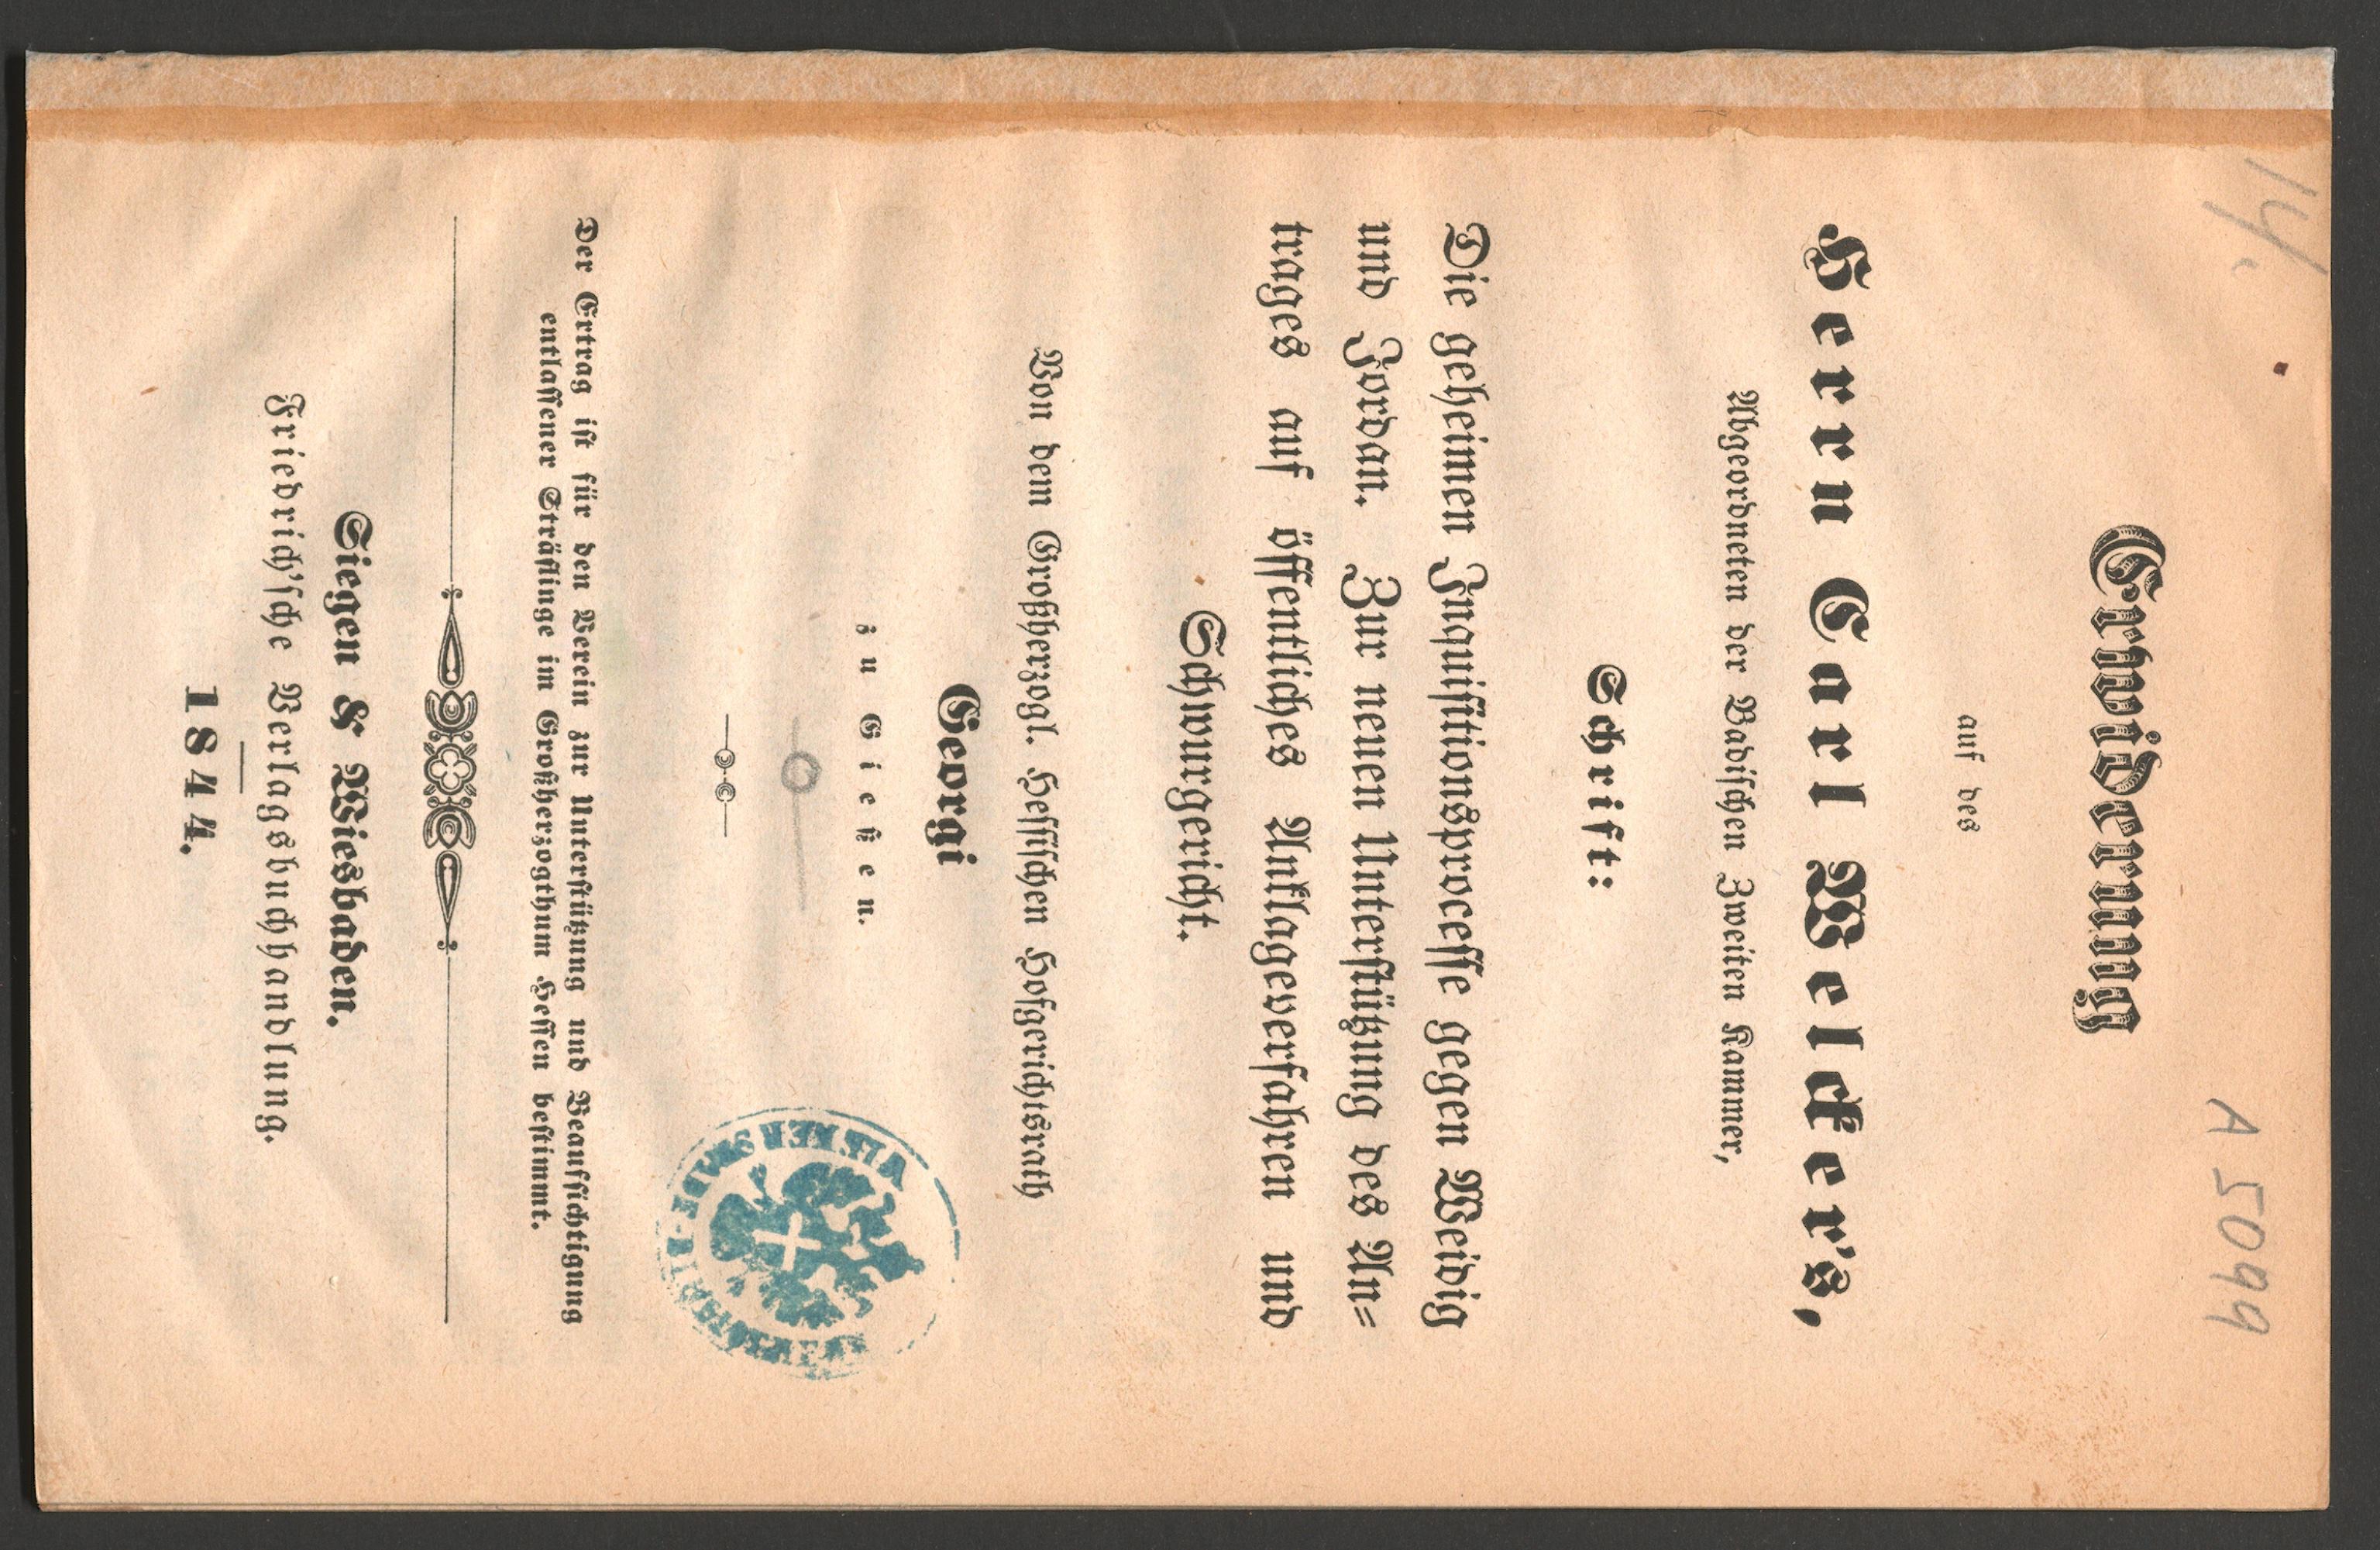 14.
A 5099
Erwiderung
auf des
Herrn Carl Welcker's,
Abgeordneten der Badischen Zweiten Kammer,
Schrift:
Die geheimen Inquisitionsprocesse gegen Weidig
und Jordan. Zur neuen Unterstützung des An-
trages auf öffentliches Anklageverfahren und
Schwurgericht.
Von dem Großherzogl. Hessischen Hofgerichtsrath
Georgi
zu Gießen.
Der Ertrag ist für den Verein zur Unterstützung und Beaufsichtigung
entlassener Sträflinge im Großherzogthum Hessen bestimmt.
Siegen & Wiesbaden.
Friedrich'sche Verlagsbuchhandlung.
1844.